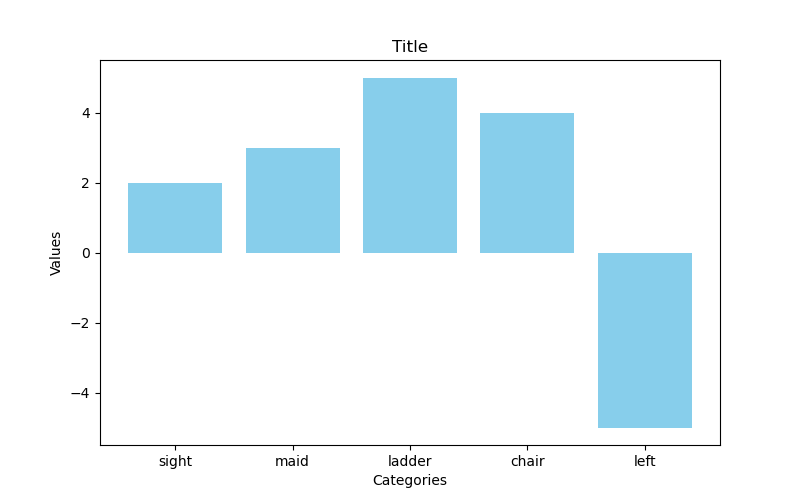 Title
Values
4
2
0
−2
−4
sight maid ladder chair left
Categories